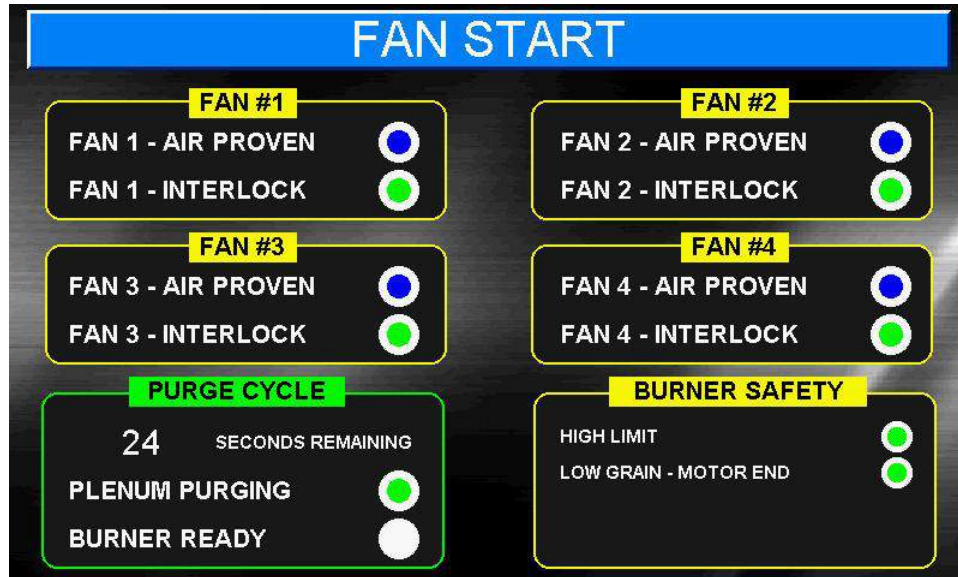 FAN START
FAN #1
FAN 1 - AIR PROVEN
FAN 1 - INTERLOCK
FAN #2
FAN 2 - AIR PROVEN
FAN 2 - INTERLOCK
FAN #3
FAN 3 - AIR PROVEN
FAN 3 - INTERLOCK
FAN #4
FAN 4 - AIR PROVEN
FAN 4 - INTERLOCK
PURGE CYCLE
24 SECONDS REMAINING
PLENUM PURGING
BURNER READY
BURNER SAFETY
HIGH LIMIT
LOW GRAIN - MOTOR END